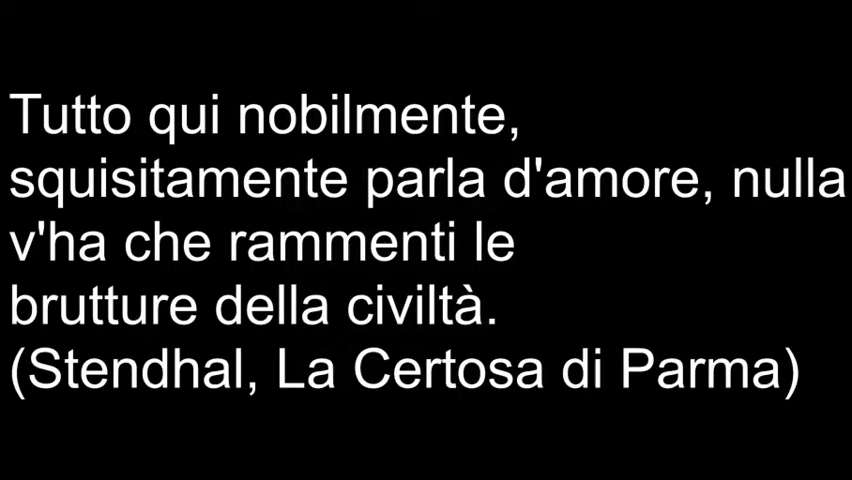 Tutto qui nobilmente,
squisitamente parla d'amore, nulla
v'ha che rammenti le
brutture della civiltà.
(Stendhal, La Certosa di Parma)